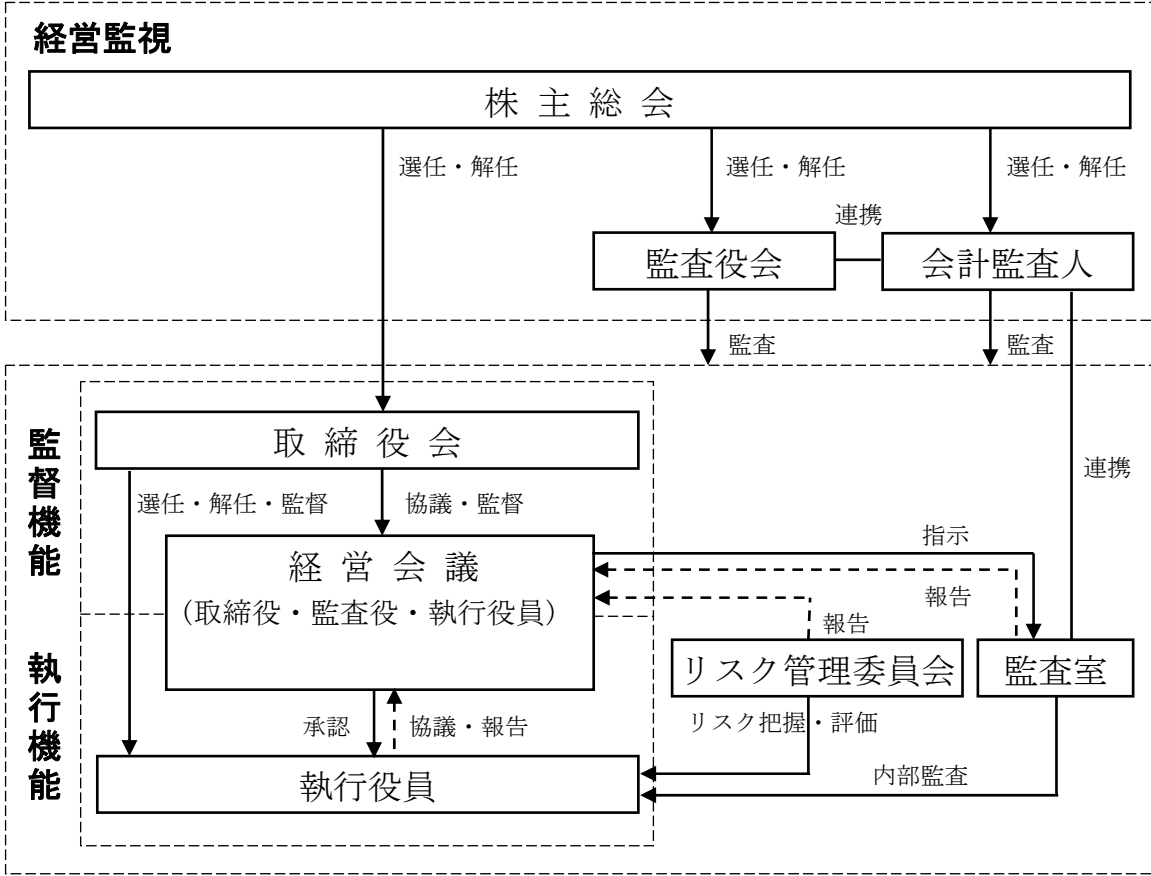 経営監視
株主総会
選任・解任
選任・解任
選任・解任
連携
監査役会
会計監査人
監査
監査
監督機能
取締役会
連携
選任・解任・監督
協議・監督
指示
経営会議
(取締役・監査役・執行役員)
報告
報告
執行機能
リスク管理委員会
監査室
承認
協議・報告
リスク把握・評価
内部監査
執行役員